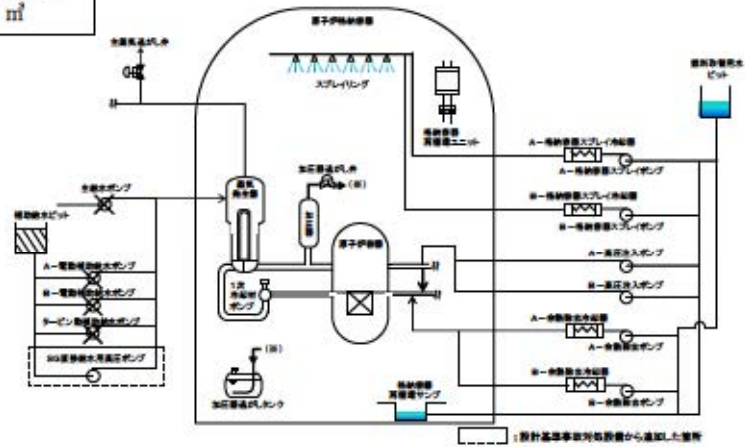 ㎥
原子炉格納容器
主蒸気逃がし弁
スプレイリング
格納容器
再循環ユニット
燃料取替用水
ピット
A－格納容器スプレイ冷却器
A－格納容器スプレイポンプ
B－格納容器スプレイ冷却器
B－格納容器スプレイポンプ
主給水ポンプ
補助給水ピット
蒸気
発生器
加圧器逃がし弁
(※)
加圧器
原子炉容器
A－高圧注入ポンプ
B－高圧注入ポンプ
A－電動補助給水ポンプ
B－電動補助給水ポンプ
タービン動補助給水ポンプ
SG直接給水用高圧ポンプ
1次
冷却材
ポンプ
A－余熱除去冷却器
A－余熱除去ポンプ
B－余熱除去冷却器
B－余熱除去ポンプ
(※)
加圧器逃がしタンク
格納容器
再循環サンプ
：設計基準事故対処設備から追加した箇所